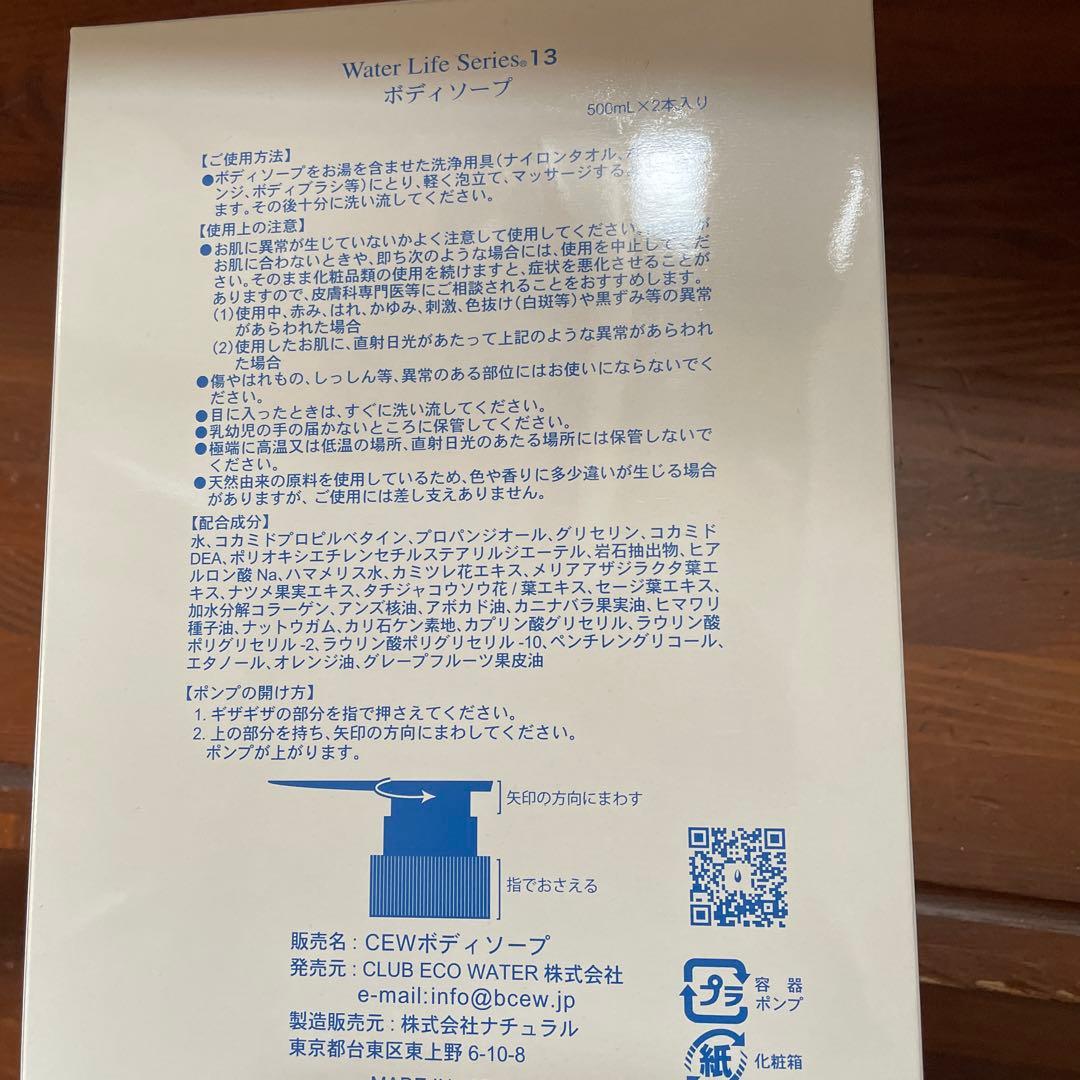 Water Life Series®13
ボディソープ
500mL×2本入り
【ご使用方法】
●ボディソープをお湯を含ませた洗浄用具(ナイロンタオル、
ンジ、ボディブラシ等)にとり、軽く泡立て、マッサージする
ます。その後十分に洗い流してください。
【使用上の注意】
●お肌に異常が生じていないかよく注意して使用してください。
お肌に合わないときや、即ち次のような場合には、使用を中止してくだ
さい。そのまま化粧品類の使用を続けますと、症状を悪化させることが
ありますので、皮膚科専門医等にご相談されることをおすすめします。
(1)使用中、赤み、はれ、かゆみ、刺激、色抜け(白斑等)や黒ずみ等の異常
があらわれた場合
(2)使用したお肌に、直射日光があたって上記のような異常があらわれ
た場合
●傷やはれもの、しっしん等、異常のある部位にはお使いにならないでく
ださい。
●目に入ったときは、すぐに洗い流してください。
●乳幼児の手の届かないところに保管してください。
●極端に高温又は低温の場所、直射日光のあたる場所には保管しないで
ください。
●天然由来の原料を使用しているため、色や香りに多少違いが生じる場合
がありますが、ご使用には差し支えありません。
【配合成分】
水、コカミドプロピルベタイン、プロパンジオール、グリセリン、コカミド
DEA、ポリオキシエチレンセチルステアリルジエーテル、岩石抽出物、ヒア
ルロン酸Na、ハマメリス水、カミツレ花エキス、メリアアザジラクタ葉エ
キス、ナツメ果実エキス、タチジャコウソウ花/葉エキス、セージ葉エキス、
加水分解コラーゲン、アンズ核油、アボカド油、カニナバラ果実油、ヒマワリ
種子油、ナットウガム、カリ石ケン素地、カプリン酸グリセリル、ラウリン酸
ポリグリセリル-2、ラウリン酸ポリグリセリル-10、ペンチレングリコール、
エタノール、オレンジ油、グレープフルーツ果皮油
【ポンプの開け方】
1. ギザギザの部分を指で押さえてください。
2. 上の部分を持ち、矢印の方向にまわしてください。
ポンプが上がります。
矢印の方向にまわす
指でおさえる
販売名：CEWボディソープ
発売元：CLUB ECO WATER 株式会社
e-mail:info@bcew.jp
製造販売元：株式会社ナチュラル
東京都台東区東上野 6-10-8
プラ
容器
ポンプ
紙
化粧箱